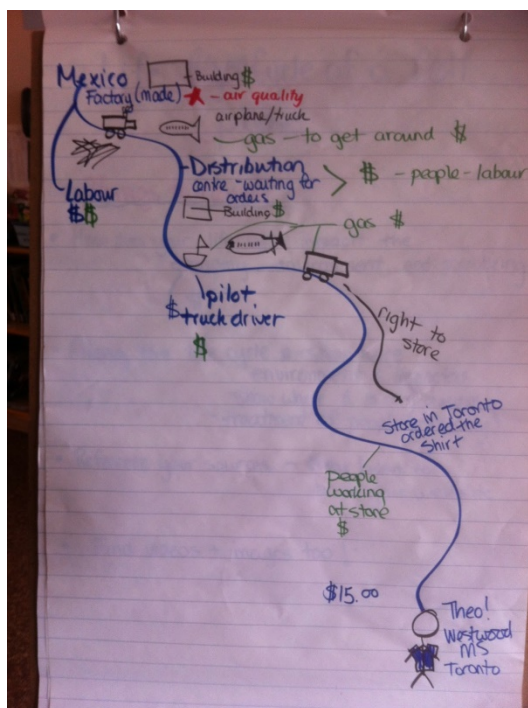 Mexico
Building $
Factory (made) - air quality
airplane/truck
gas - to get around $
Distribution
centre - waiting for
orders
$ - people - labour
Labour
$$
Building $
gas $
pilot
$ truck driver
$
right to
store
Store in Toronto
ordered the
shirt
people
working
at store
$
$15.00
Theo!
Westwood
MS
Toronto